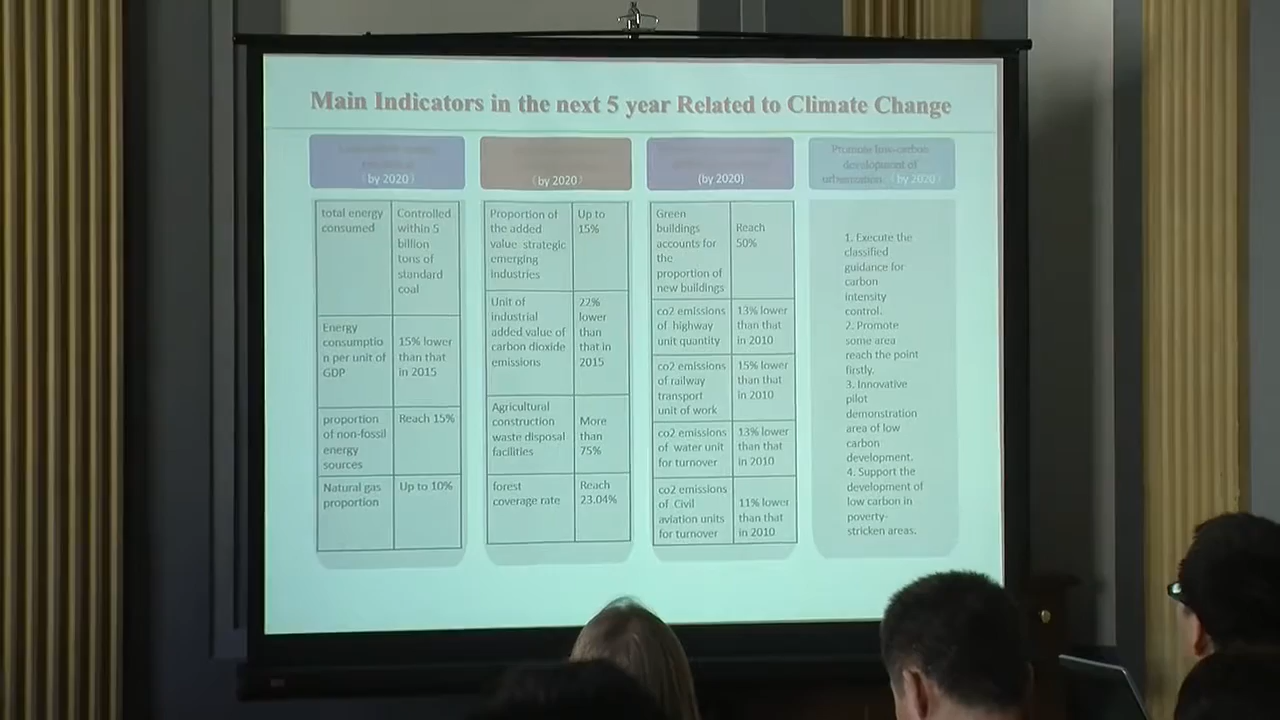 Main Indicators in the next 5 year Related to Climate Change
(by 2020)
total energy
consumed
Controlled
within 5
billion
tons of
standard
coal
Energy
consumptio
n per unit of
GDP
15% lower
than that
in 2015
proportion
of non-fossil
energy
sources
Reach 15%
Natural gas
proportion
Up to 10%
(by 2020)
Proportion of
the added
value strategic
emerging
industries
Up to
15%
Unit of
industrial
added value of
carbon dioxide
emissions
22%
lower
than
that in
2015
Agricultural
construction
waste disposal
facilities
More
than
75%
forest
coverage rate
Reach
23.04%
(by 2020)
Green
buildings
accounts for
the
proportion of
new buildings
Reach
50%
co2 emissions
of highway
unit quantity
13% lower
than that
in 2010
co2 emissions
of railway
transport
unit of work
15% lower
than that
in 2010
co2 emissions
of water unit
for turnover
13% lower
than that
in 2010
co2 emissions
of Civil
aviation units
for turnover
11% lower
than that
in 2010
Promote low-carbon
development of
urbanization (by 2020)
1. Execute the
classified
guidance for
carbon
intensity
control.
2. Promote
some area
reach the point
firstly.
3. Innovative
pilot
demonstration
area of low
carbon
development.
4. Support the
development of
low carbon in
poverty-
stricken areas.